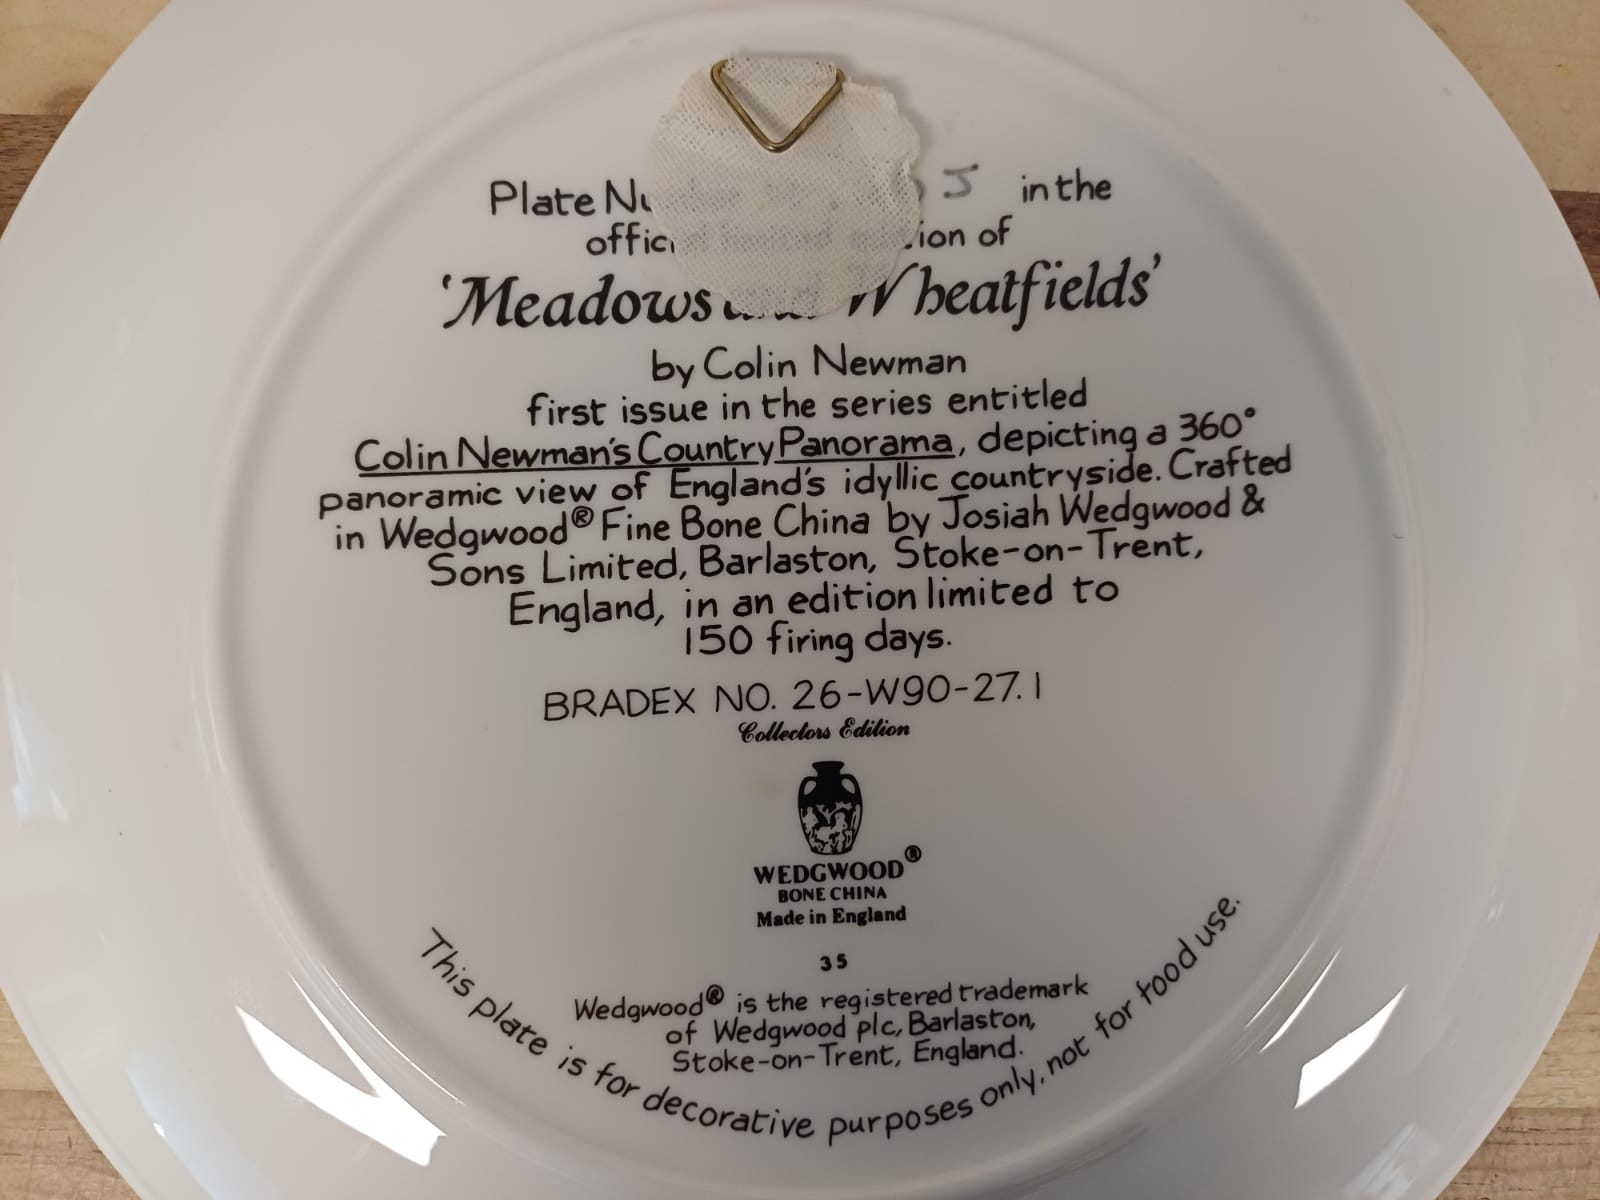 Plate in the
of
'Meadows Wheatfields'
by Colin Newman
first issue in the series entitled
Colin Newman's Country Panorama, depicting a 360°
panoramic view of England's idyllic countryside. Crafted
in Wedgwood® Fine Bone China by Josiah Wedgwood &
Sons Limited, Barlaston, Stoke-on-Trent,
England, in an edition limited to
150 firing days.
BRADEX NO. 26-W90-27.1
Collectors Edition
WEDGWOOD®
BONE CHINA
Made in England
35
Wedgwood® is the registered trademark
of Wedgwood plc, Barlaston,
Stoke-on-Trent, England.
This plate is for decorative purposes only, not for food use.